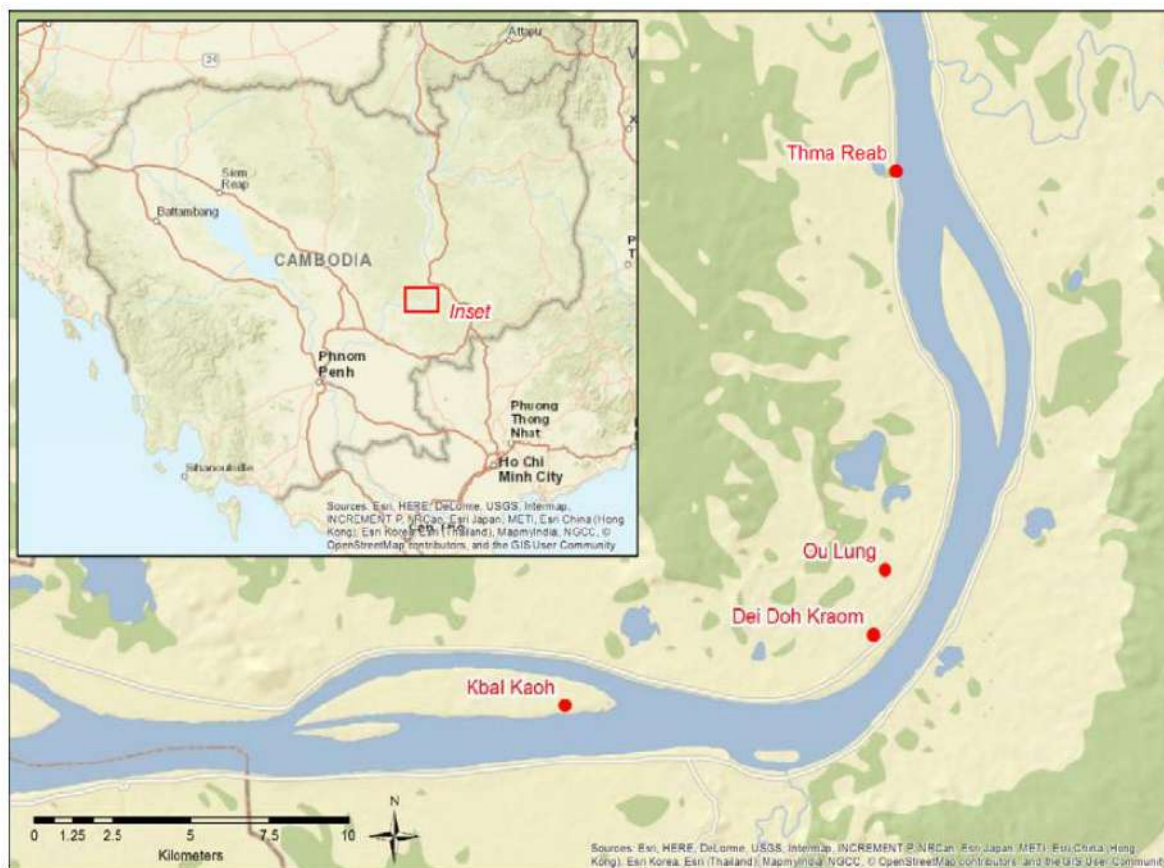 Attapu
24
Siem
Reap
Battambang
CAMBODIA
Inset
Phnom
Penh
Phuong
Thong
Nhat
Ho Chi
Minh City
Sihanoukville
Sources: Esri, HERE, DeLorme, USGS, Intermap,
INCREMENT P, NRCan, Esri Japan, METI, Esri China (Hong
Kong), Esri Korea, Esri (Thailand), MapmyIndia, NGCC, ©
OpenStreetMap contributors, and the GIS User Community
Thma Reab
Ou Lung
Dei Doh Kraom
Kbal Kaoh
N
0 1.25 2.5 5 7.5 10
Kilometers
Sources: Esri, HERE, DeLorme, USGS, Intermap, INCREMENT P, NRCan, Esri Japan, METI, Esri China (Hong
Kong), Esri Korea, Esri (Thailand), MapmyIndia, NGCC, © OpenStreetMap contributors, and the GIS User Community